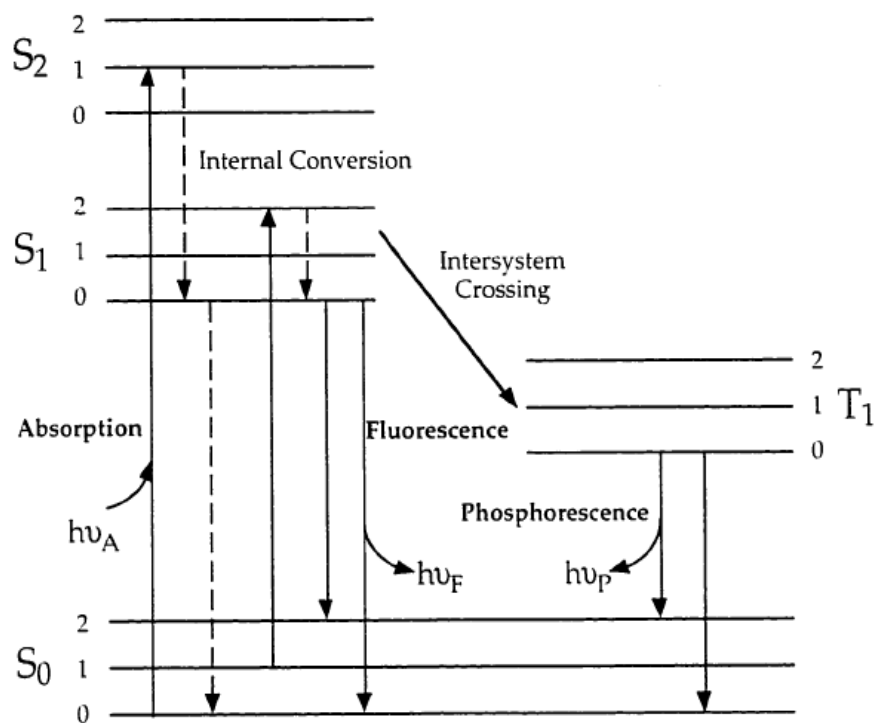 2
S2 1
0
Internal Conversion
2
S1 1
0
Intersystem
Crossing
2
1 T1
0
Absorption
Fluorescence
Phosphorescence
hυA
hυF
hυP
2
S0 1
0